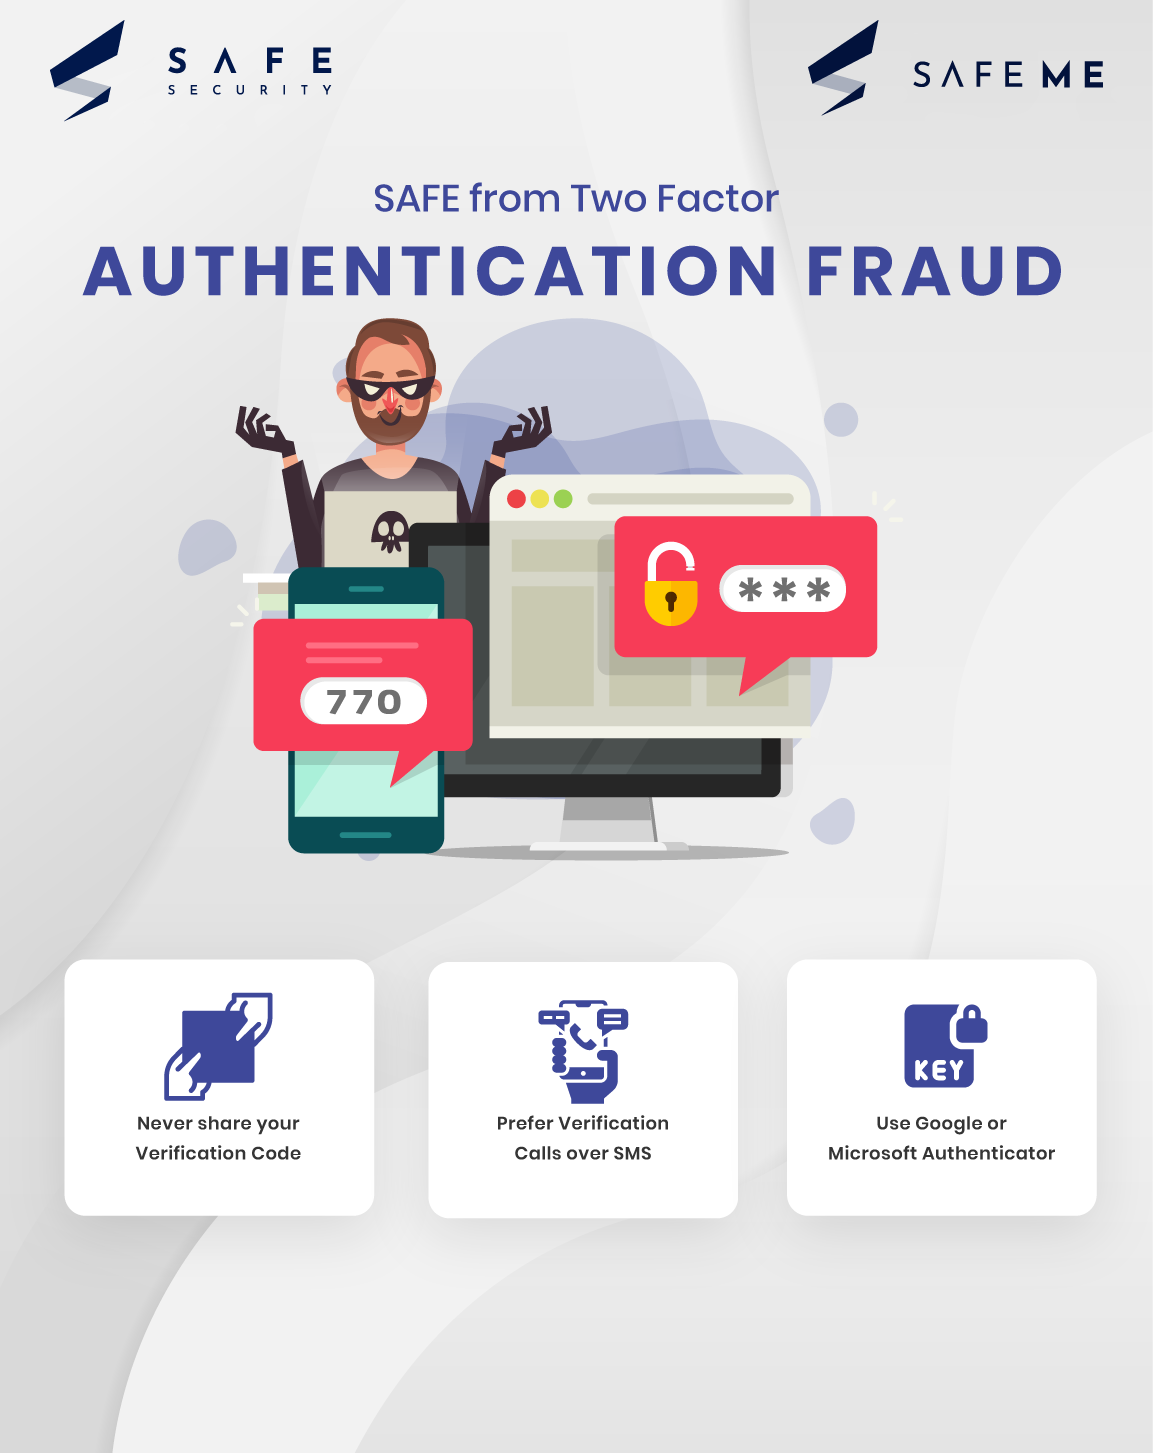 SAFE
SECURITY
SAFE ME
SAFE from Two Factor
AUTHENTICATION FRAUD
***
770
Never share your
Verification Code
Prefer Verification
Calls over SMS
KEY
Use Google or
Microsoft Authenticator